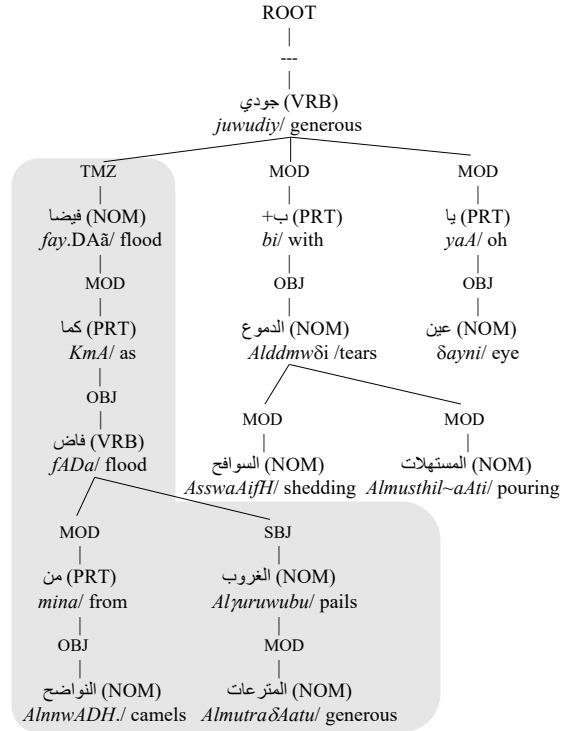 ROOT
---
جودي (VRB)
juwudiy/ generous
TMZ MOD MOD
فيضا (NOM) ب+ (PRT) يا (PRT)
fay.DAã/ flood bi/ with yaA/ oh
MOD OBJ OBJ
كما (PRT) الدموع (NOM) عين (NOM)
KmA/ as Alddmwδi /tears δayni/ eye
OBJ
فاض (VRB) MOD MOD
fADa/ flood السوافح (NOM) المستهلات (NOM)
AsswaAifH/ shedding Almusthil~aAti/ pouring
MOD SBJ
من (PRT) الغروب (NOM)
mina/ from Alγuruwubu/ pails
OBJ MOD
النواضح (NOM) المترعات (NOM)
AlnnwADH./ camels AlmutraδAatu/ generous